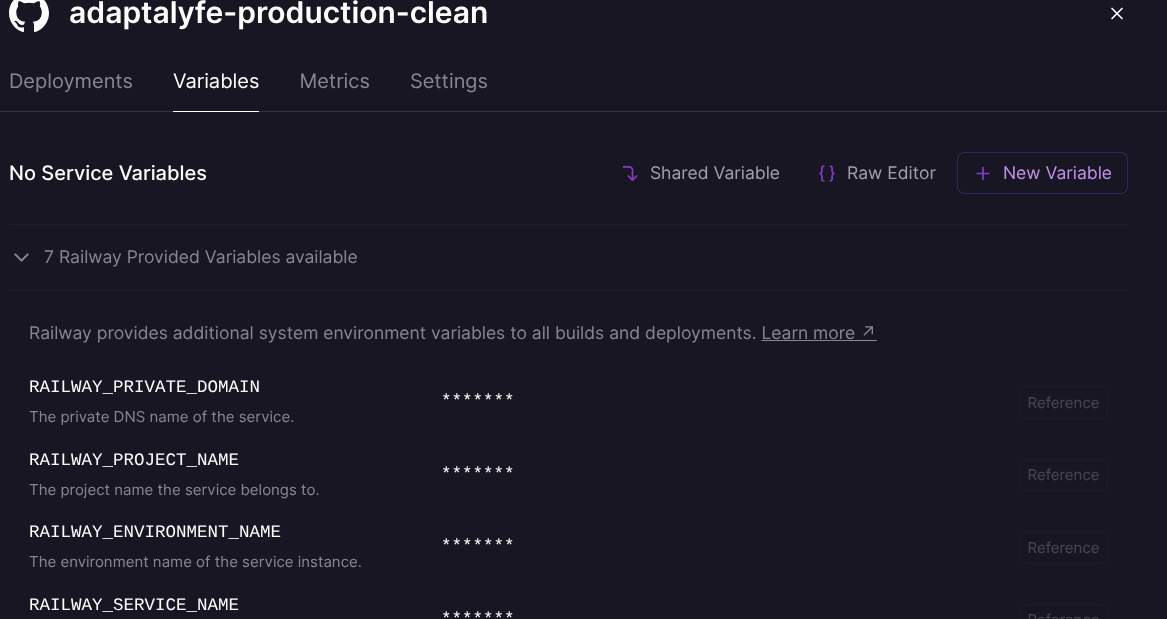 adaptalyfe-production-clean
Deployments Variables Metrics Settings
No Service Variables Shared Variable {} Raw Editor + New Variable
7 Railway Provided Variables available
Railway provides additional system environment variables to all builds and deployments. Learn more ↗
RAILWAY_PRIVATE_DOMAIN
*******
The private DNS name of the service.
Reference
RAILWAY_PROJECT_NAME
*******
The project name the service belongs to.
Reference
RAILWAY_ENVIRONMENT_NAME
*******
The environment name of the service instance.
Reference
RAILWAY_SERVICE_NAME
*******
Reference